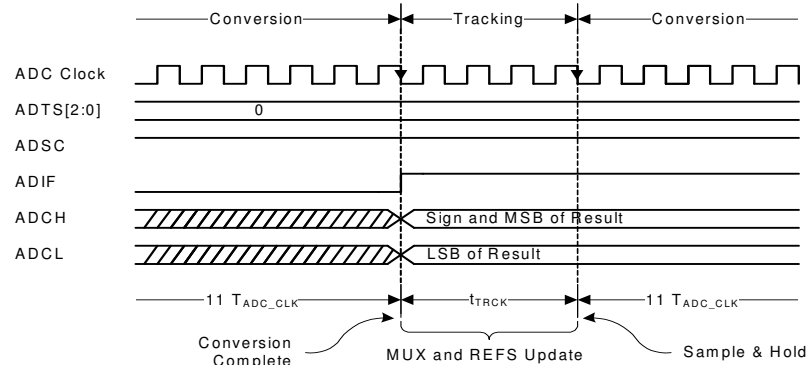 Conversion Tracking Conversion
ADC Clock
ADTS[2:0] 0
ADSC
ADIF
ADCH Sign and MSB of Result
ADCL LSB of Result
11 TADC_CLK tTRCK 11 TADC_CLK
Conversion Complete
MUX and REFS Update
Sample & Hold